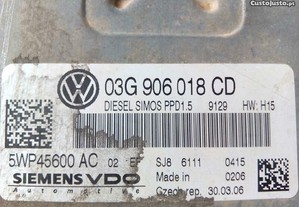 CustoJusto.pt
03G 906 018 CD
DIESEL SIMOS PPD1.5 9129 HW: H15
5WP45600 AC 02 EF SJ8 6111 0415
SIEMENS VDO Made in 0206
Automotive Czech rep. 30.03.06